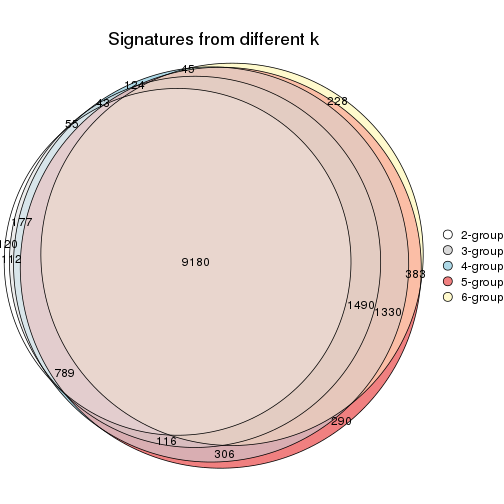 Signatures from different k
45
124
228
43
55
177
120
112
9180
383
1490
1330
789
290
116
306
2-group
3-group
4-group
5-group
6-group